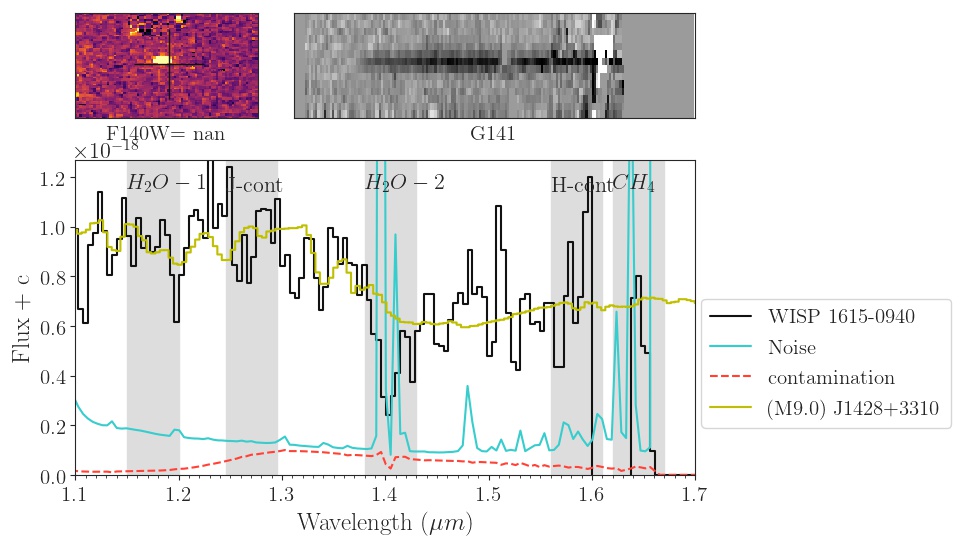 F140W= nan
G141
×10⁻¹⁸
H₂O − 1
J-cont
H₂O − 2
H-cont
CH₄
1.2
1.0
0.8
0.6
0.4
0.2
0.0
Flux + c
1.1 1.2 1.3 1.4 1.5 1.6 1.7
Wavelength (μm)
WISP 1615-0940
Noise
contamination
(M9.0) J1428+3310